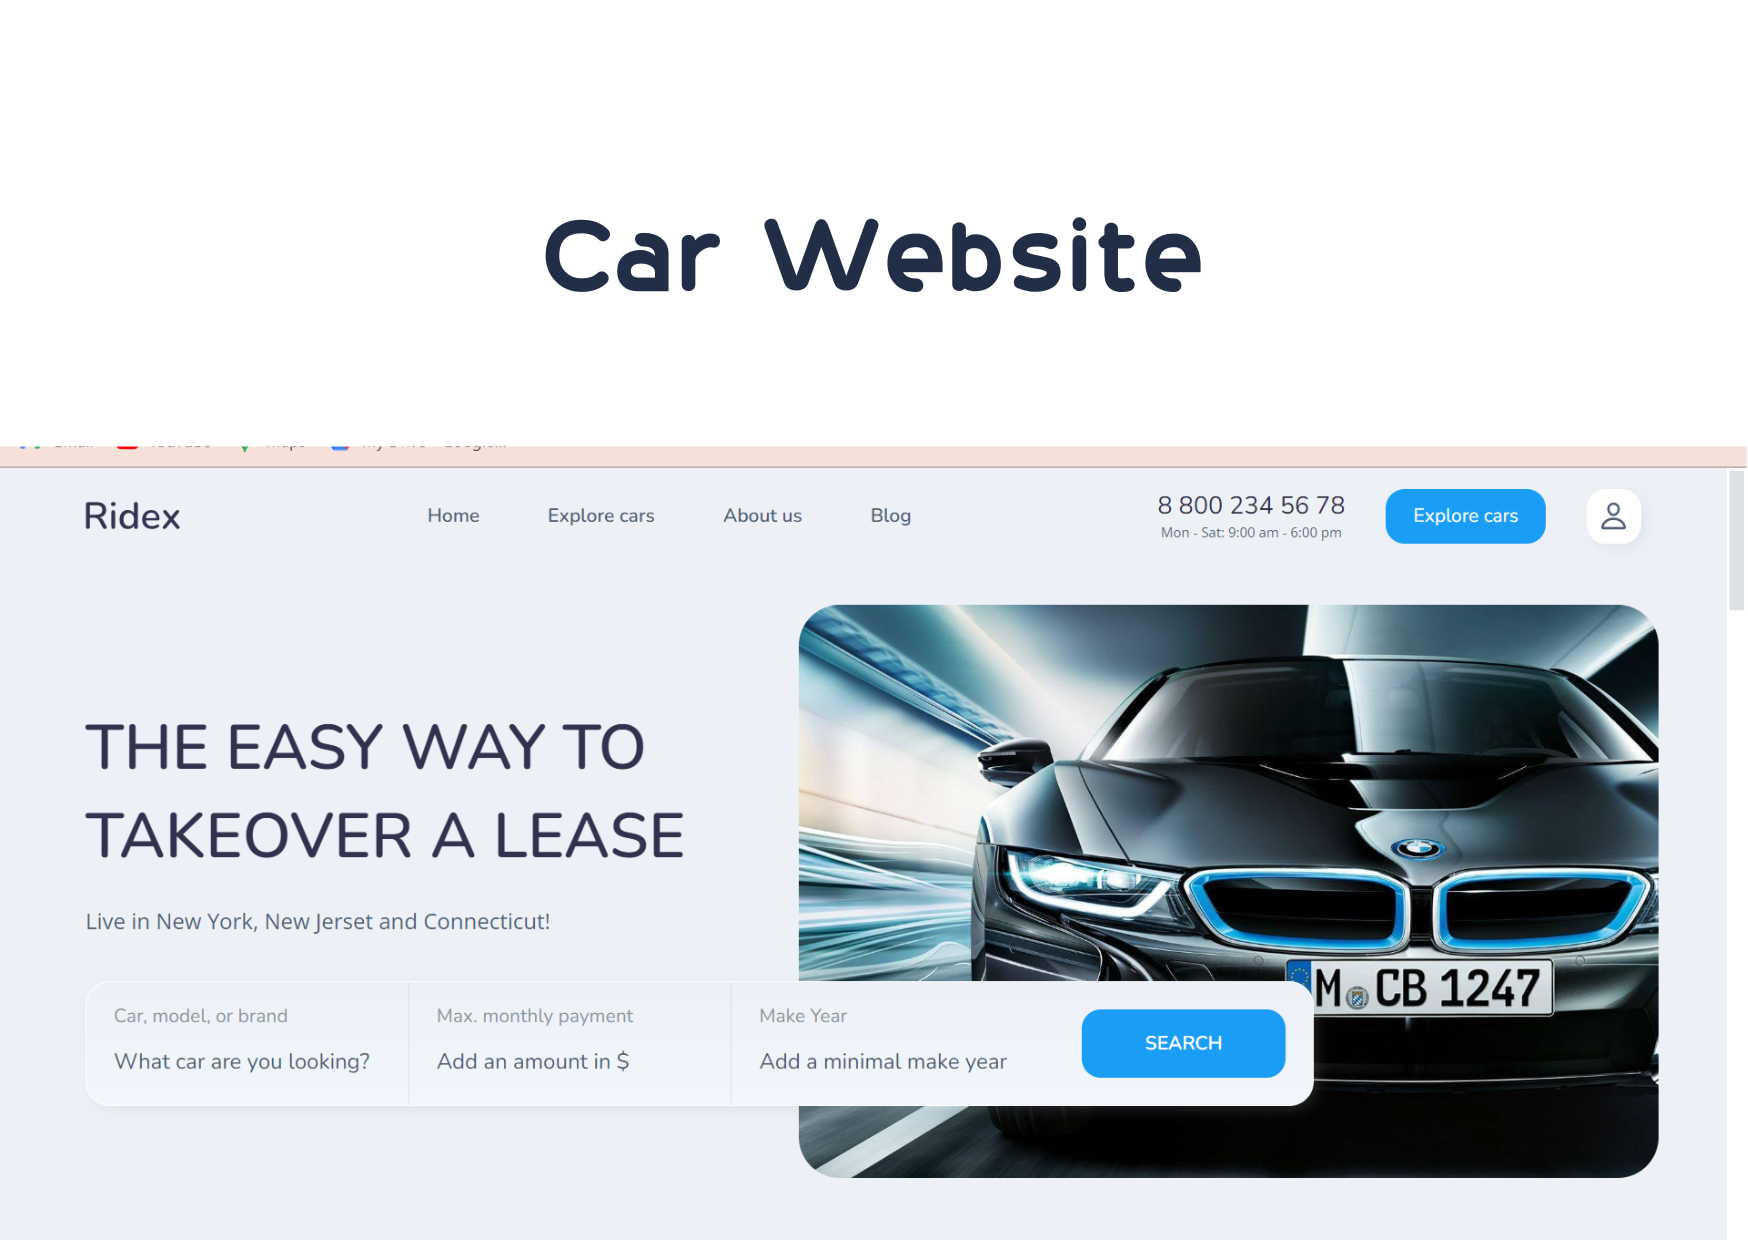 Car Website
Ridex
Home
Explore cars
About us
Blog
8 800 234 56 78
Mon - Sat: 9:00 am - 6:00 pm
Explore cars
THE EASY WAY TO
TAKEOVER A LEASE
Live in New York, New Jerset and Connecticut!
Car, model, or brand
What car are you looking?
Max. monthly payment
Add an amount in $
Make Year
Add a minimal make year
SEARCH
M CB 1247